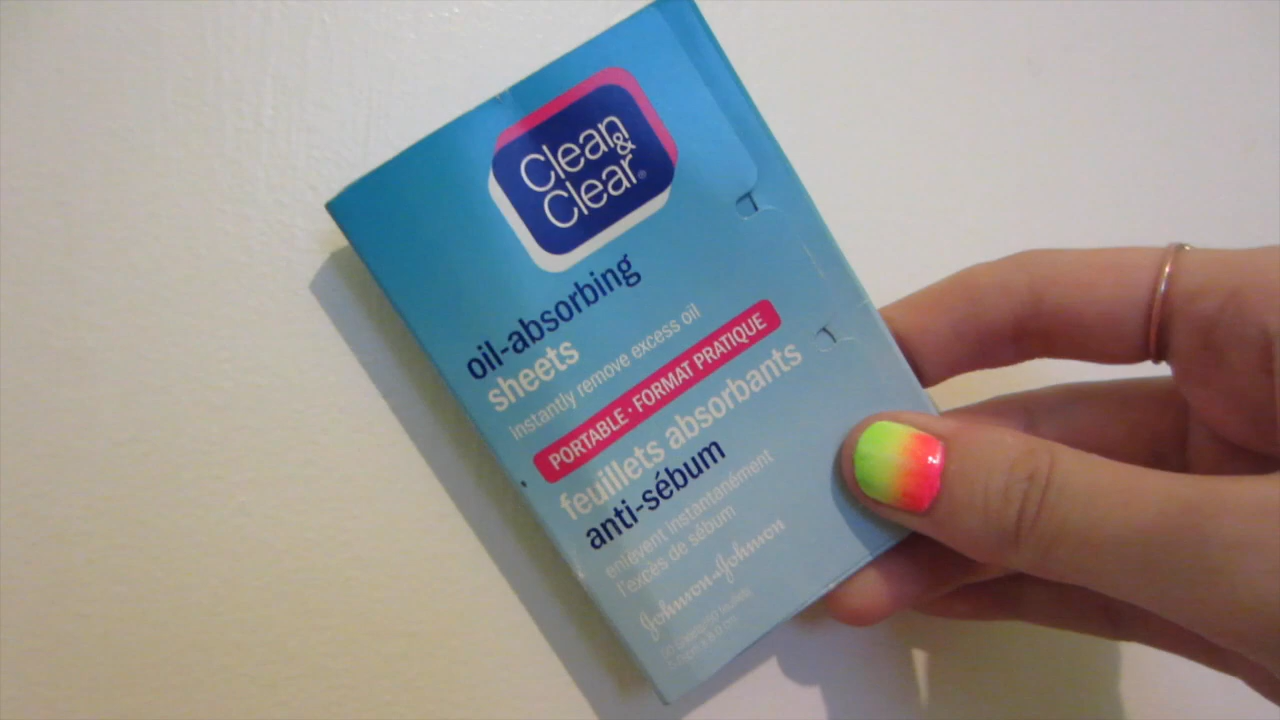 Clean
&
Clear®
oil-absorbing
sheets
instantly remove excess oil
PORTABLE · FORMAT PRATIQUE
feuillets absorbants
anti-sébum
enlèvent instantanément
l'excès de sébum
Johnson & Johnson